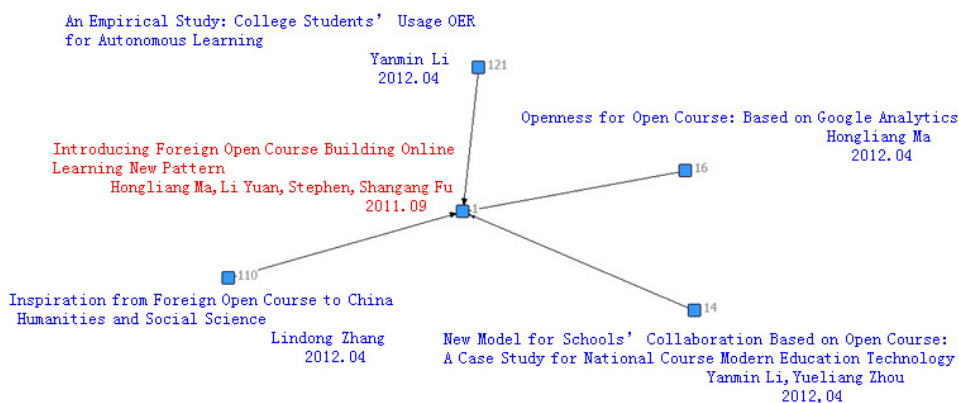 An Empirical Study: College Students’ Usage OER
for Autonomous Learning
Yanmin Li
2012.04
121
Openness for Open Course: Based on Google Analytics
Hongliang Ma
2012.04
16
Introducing Foreign Open Course Building Online
Learning New Pattern
Hongliang Ma, Li Yuan, Stephen, Shangang Fu
2011.09
1
110
Inspiration from Foreign Open Course to China
Humanities and Social Science
Lindong Zhang
2012.04
14
New Model for Schools’ Collaboration Based on Open Course:
A Case Study for National Course Modern Education Technology
Yanmin Li, Yueliang Zhou
2012,04